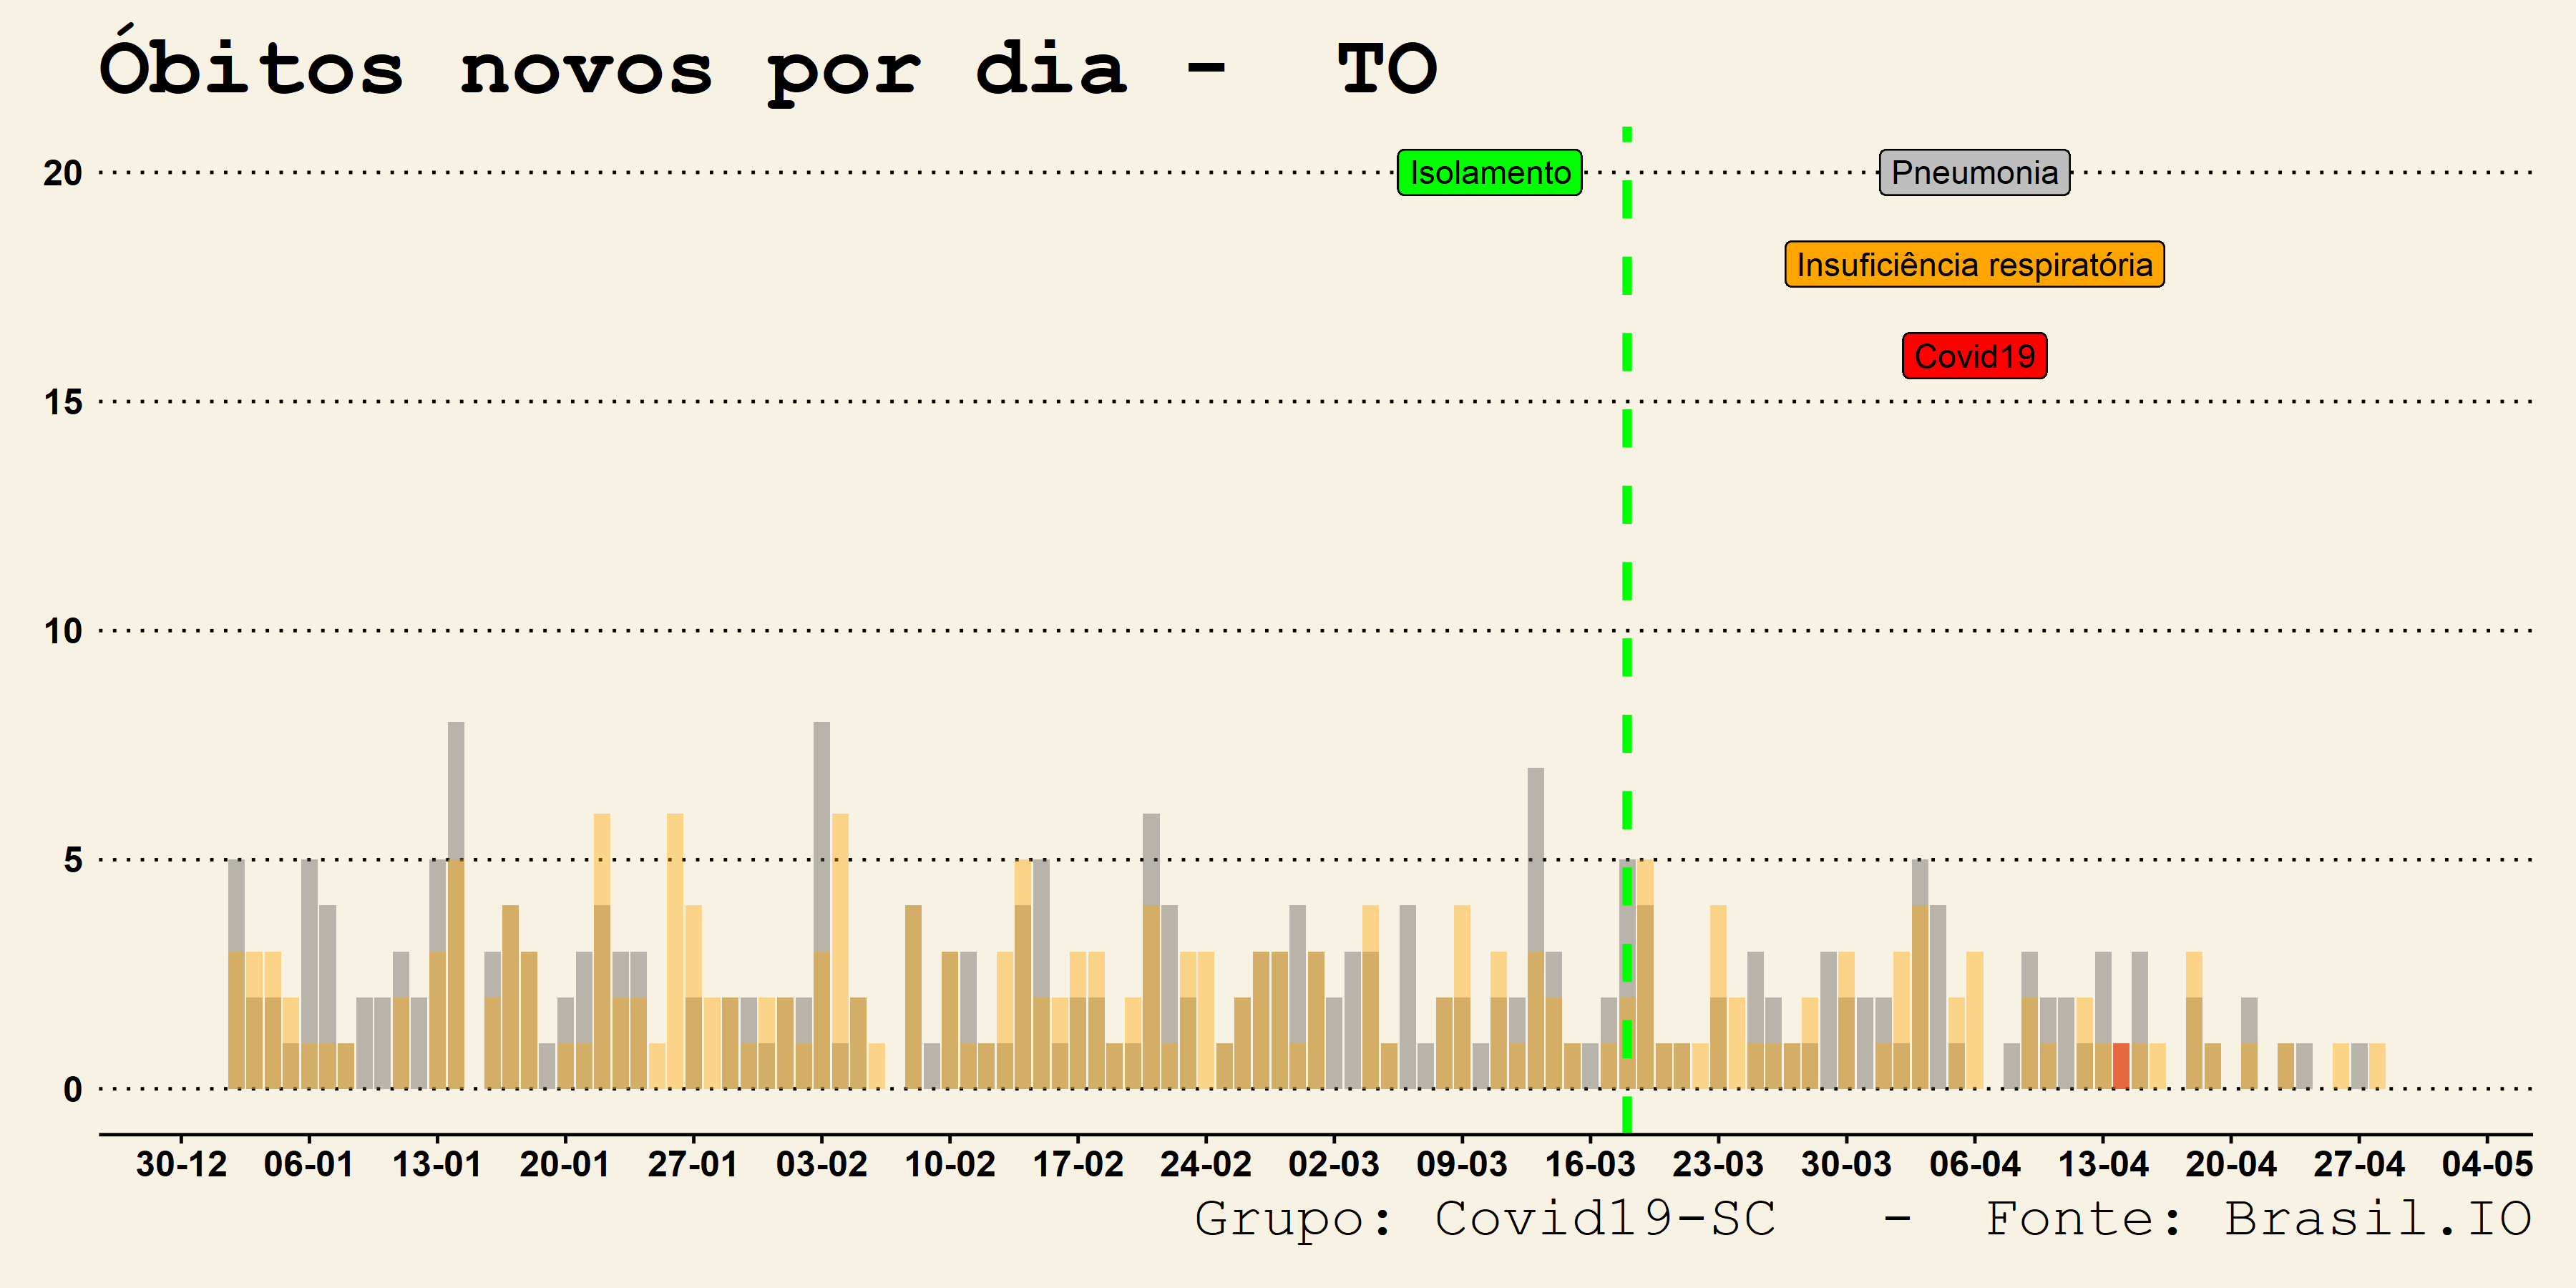 Óbitos novos por dia - TO
20
Isolamento
Pneumonia
Insuficiência respiratória
Covid19
15
10
5
0
30-12 06-01 13-01 20-01 27-01 03-02 10-02 17-02 24-02 02-03 09-03 16-03 23-03 30-03 06-04 13-04 20-04 27-04 04-05
Grupo: Covid19-SC - Fonte: Brasil.IO